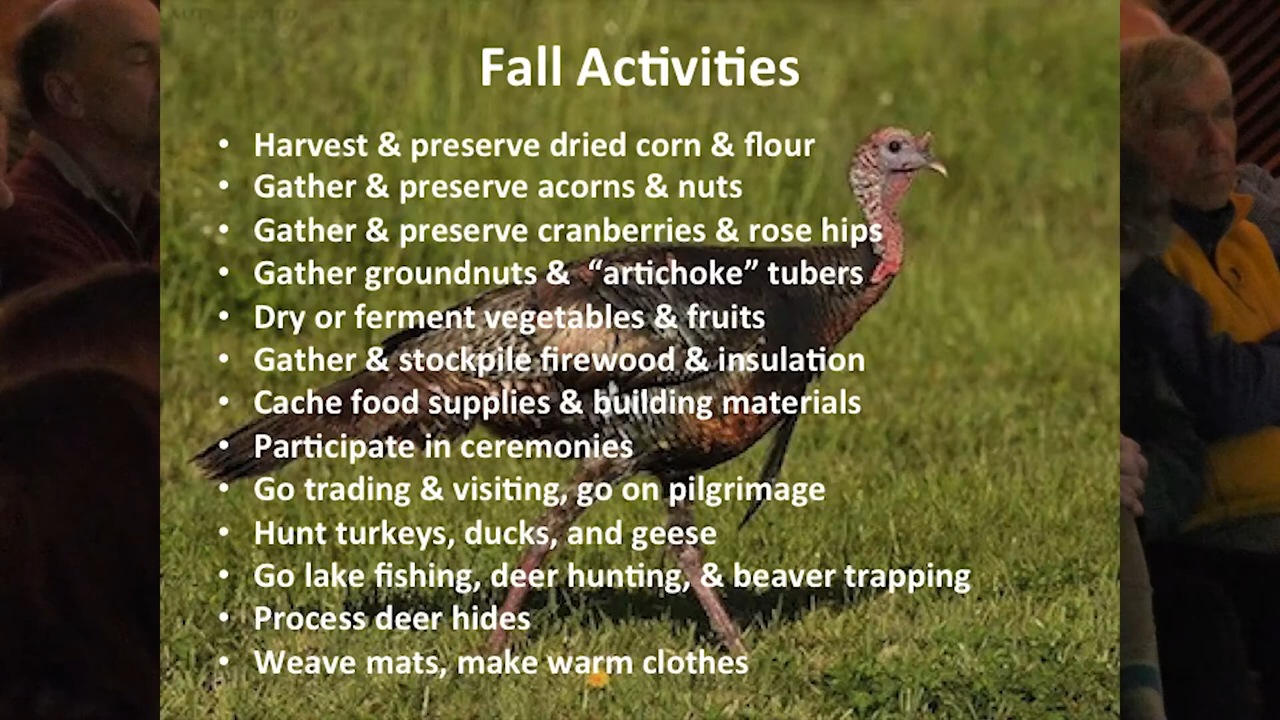 Fall Activities
• Harvest & preserve dried corn & flour
• Gather & preserve acorns & nuts
• Gather & preserve cranberries & rose hips
• Gather groundnuts & “artichoke” tubers
• Dry or ferment vegetables & fruits
• Gather & stockpile firewood & insulation
• Cache food supplies & building materials
• Participate in ceremonies
• Go trading & visiting, go on pilgrimage
• Hunt turkeys, ducks, and geese
• Go lake fishing, deer hunting, & beaver trapping
• Process deer hides
• Weave mats, make warm clothes